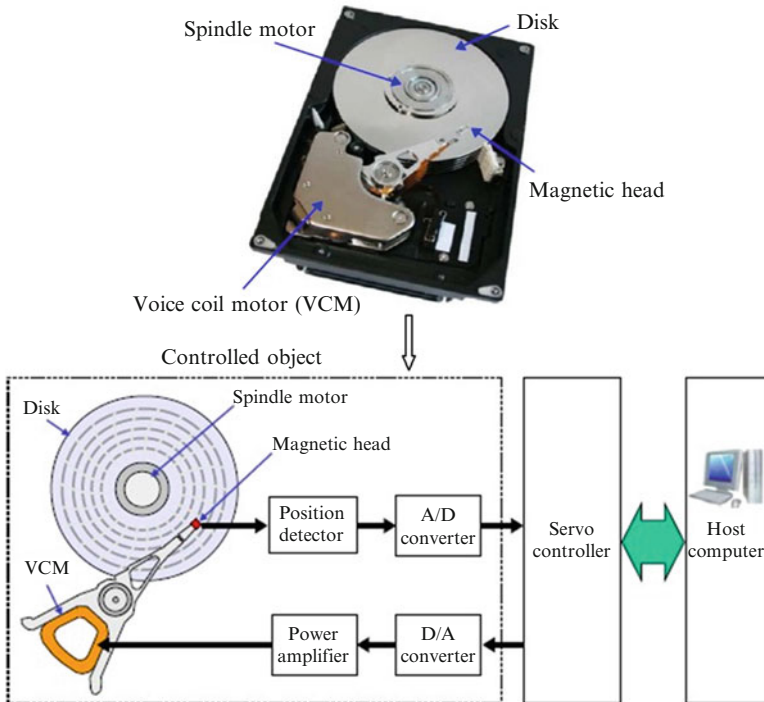 Spindle motor
Disk
Magnetic head
Voice coil motor (VCM)
Controlled object
Disk
Spindle motor
Magnetic head
VCM
Position
detector
A/D
converter
Servo
controller
Host
computer
Power
amplifier
D/A
converter